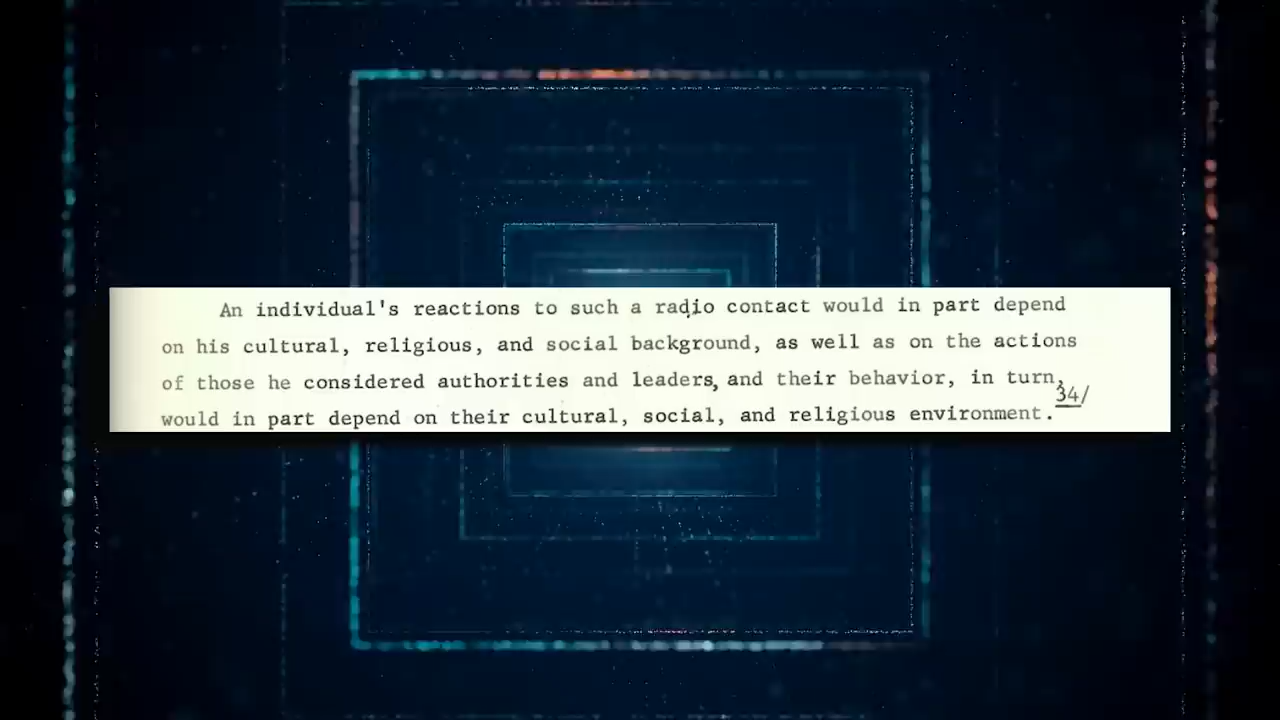 An individual's reactions to such a radio contact would in part depend
on his cultural, religious, and social background, as well as on the actions
of those he considered authorities and leaders, and their behavior, in turn,
would in part depend on their cultural, social, and religious environment.34/